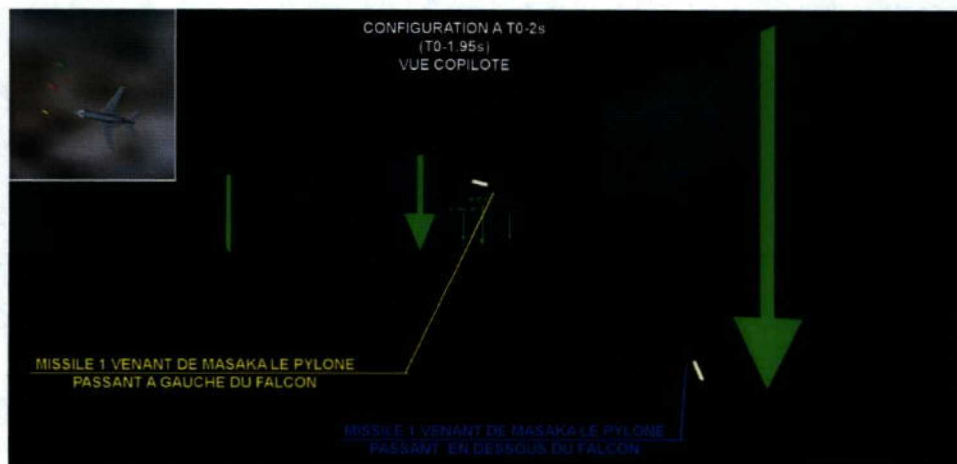 CONFIGURATION A T0-2s
(T0-1.95s)
VUE COPILOTE
MISSILE 1 VENANT DE MASAKA LE PYLONE
PASSANT A GAUCHE DU FALCON
MISSILE 1 VENANT DE MASAKA LE PYLONE
PASSANT EN DESSOUS DU FALCON